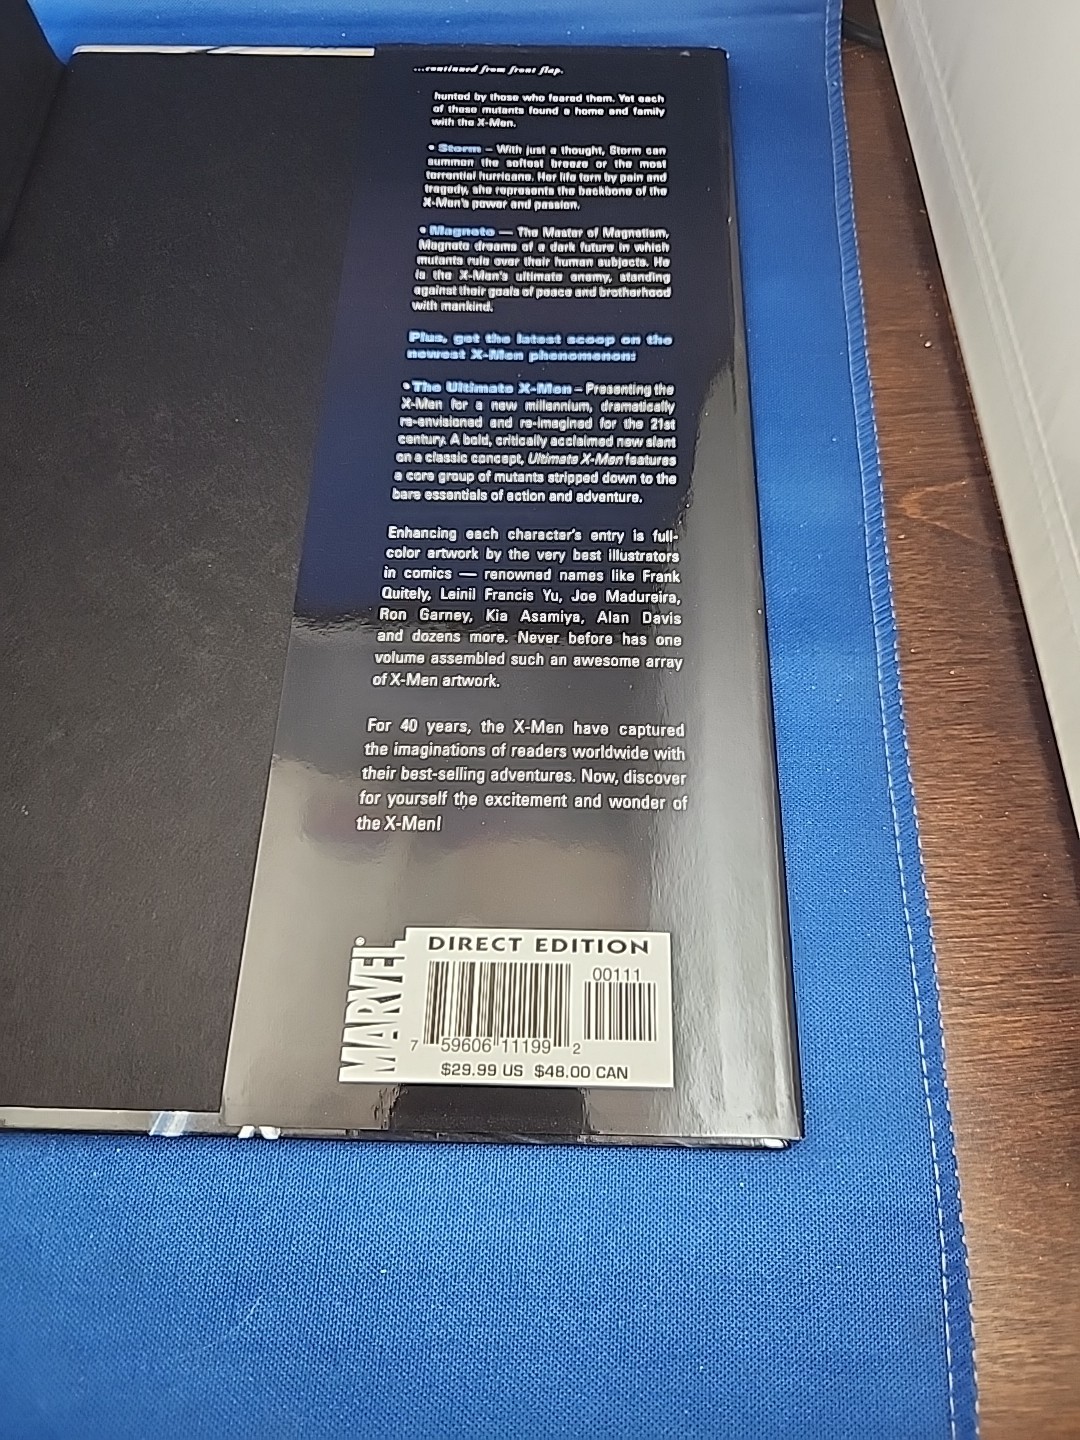 ...continued from front flap.
hunted by those who feared them. Yet each
of these mutants found a home and family
with the X-Men.
• Storm – With just a thought, Storm can
summon the softest breeze or the most
torrential hurricane. Her life torn by pain and
tragedy, she represents the backbone of the
X-Men's power and passion.
• Magneto — The Master of Magnetism,
Magneto dreams of a dark future in which
mutants rule over their human subjects. He
is the X-Men's ultimate enemy, standing
against their goals of peace and brotherhood
with mankind.
Plus, get the latest scoop on the
newest X-Men phenomenon:
• The Ultimate X-Men – Presenting the
X-Men for a new millennium, dramatically
re-envisioned and re-imagined for the 21st
century. A bold, critically acclaimed new slant
on a classic concept, Ultimate X-Men features
a core group of mutants stripped down to the
bare essentials of action and adventure.
Enhancing each character's entry is full-
color artwork by the very best illustrators
in comics — renowned names like Frank
Quitely, Leinil Francis Yu, Joe Madureira,
Ron Garney, Kia Asamiya, Alan Davis
and dozens more. Never before has one
volume assembled such an awesome array
of X-Men artwork.
For 40 years, the X-Men have captured
the imaginations of readers worldwide with
their best-selling adventures. Now, discover
for yourself the excitement and wonder of
the X-Men!
MARVEL®
DIRECT EDITION
00111
7 59606 11199 2
$29.99 US $48.00 CAN